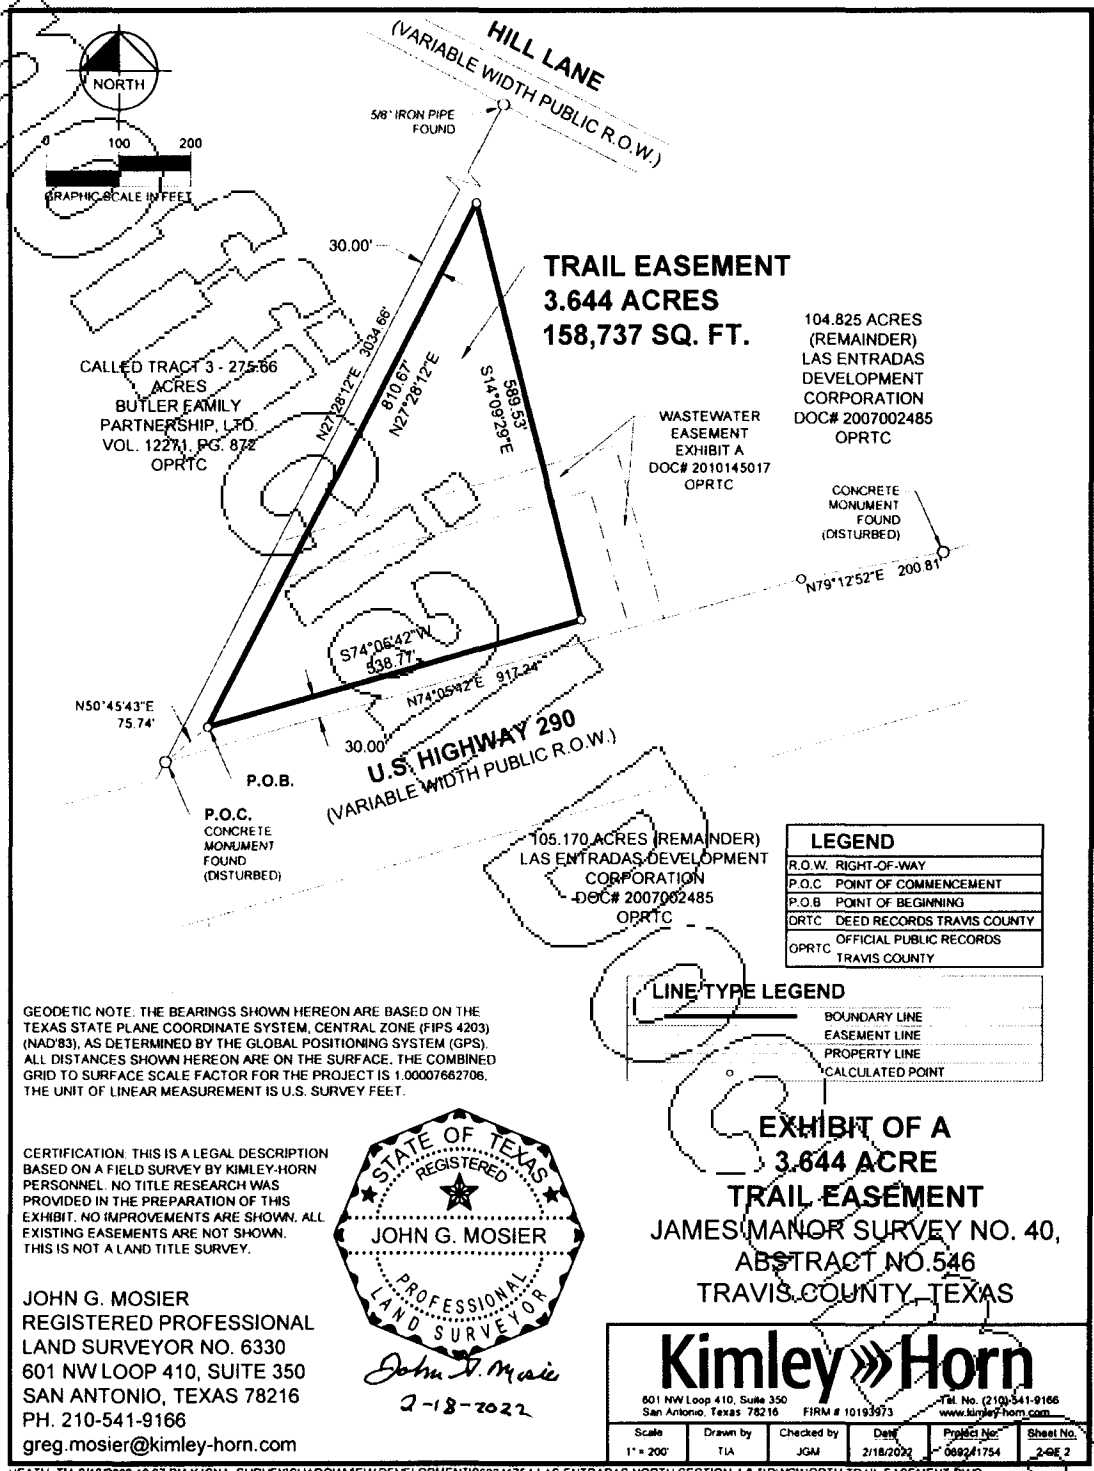 NORTH
0 100 200
GRAPHIC SCALE IN FEET
HILL LANE
(VARIABLE WIDTH PUBLIC R.O.W.)
5/8" IRON PIPE
FOUND
30.00'
N27°28'12"E 3034.66'
810.67'
N27°28'12"E
589.53'
S14°09'29"E
TRAIL EASEMENT
3.644 ACRES
158,737 SQ. FT.
104.825 ACRES
(REMAINDER)
LAS ENTRADAS
DEVELOPMENT
CORPORATION
DOC# 2007002485
OPRTC
CALLED TRACT 3 - 275.66
ACRES
BUTLER FAMILY
PARTNERSHIP, LTD.
VOL. 12271, PG. 872
OPRTC
WASTEWATER
EASEMENT
EXHIBIT A
DOC# 2010145017
OPRTC
CONCRETE
MONUMENT
FOUND
(DISTURBED)
N79°12'52"E 200.81'
S74°05'42"W
538.77'
N74°05'42"E 917.24'
N50°45'43"E
75.74'
30.00'
U.S. HIGHWAY 290
(VARIABLE WIDTH PUBLIC R.O.W.)
P.O.B.
P.O.C.
CONCRETE
MONUMENT
FOUND
(DISTURBED)
105.170 ACRES (REMAINDER)
LAS ENTRADAS DEVELOPMENT
CORPORATION
DOC# 2007002485
OPRTC
LEGEND
R.O.W. RIGHT-OF-WAY
P.O.C POINT OF COMMENCEMENT
P.O.B POINT OF BEGINNING
DRTC DEED RECORDS TRAVIS COUNTY
OPRTC OFFICIAL PUBLIC RECORDS
TRAVIS COUNTY
LINE TYPE LEGEND
BOUNDARY LINE
EASEMENT LINE
PROPERTY LINE
CALCULATED POINT
GEODETIC NOTE: THE BEARINGS SHOWN HEREON ARE BASED ON THE
TEXAS STATE PLANE COORDINATE SYSTEM, CENTRAL ZONE (FIPS 4203)
(NAD'83), AS DETERMINED BY THE GLOBAL POSITIONING SYSTEM (GPS).
ALL DISTANCES SHOWN HEREON ARE ON THE SURFACE. THE COMBINED
GRID TO SURFACE SCALE FACTOR FOR THE PROJECT IS 1.00007662706.
THE UNIT OF LINEAR MEASUREMENT IS U.S. SURVEY FEET.
CERTIFICATION: THIS IS A LEGAL DESCRIPTION
BASED ON A FIELD SURVEY BY KIMLEY-HORN
PERSONNEL. NO TITLE RESEARCH WAS
PROVIDED IN THE PREPARATION OF THIS
EXHIBIT. NO IMPROVEMENTS ARE SHOWN. ALL
EXISTING EASEMENTS ARE NOT SHOWN.
THIS IS NOT A LAND TITLE SURVEY.
JOHN G. MOSIER
REGISTERED PROFESSIONAL
LAND SURVEYOR NO. 6330
601 NW LOOP 410, SUITE 350
SAN ANTONIO, TEXAS 78216
PH. 210-541-9166
greg.mosier@kimley-horn.com
STATE OF TEXAS
REGISTERED
JOHN G. MOSIER
PROFESSIONAL
LAND SURVEYOR
John G. Mosier
2-18-2022
EXHIBIT OF A
3.644 ACRE
TRAIL EASEMENT
JAMES MANOR SURVEY NO. 40,
ABSTRACT NO.546
TRAVIS COUNTY, TEXAS
Kimley»Horn
601 NW Loop 410, Suite 350
San Antonio, Texas 78216
FIRM # 10193973
Tel. No. (210) 541-9166
www.kimley-horn.com
Scale Drawn by Checked by Date Project No. Sheet No.
1" = 200' TIA JGM 2/18/2022 069241754 2 OF 2